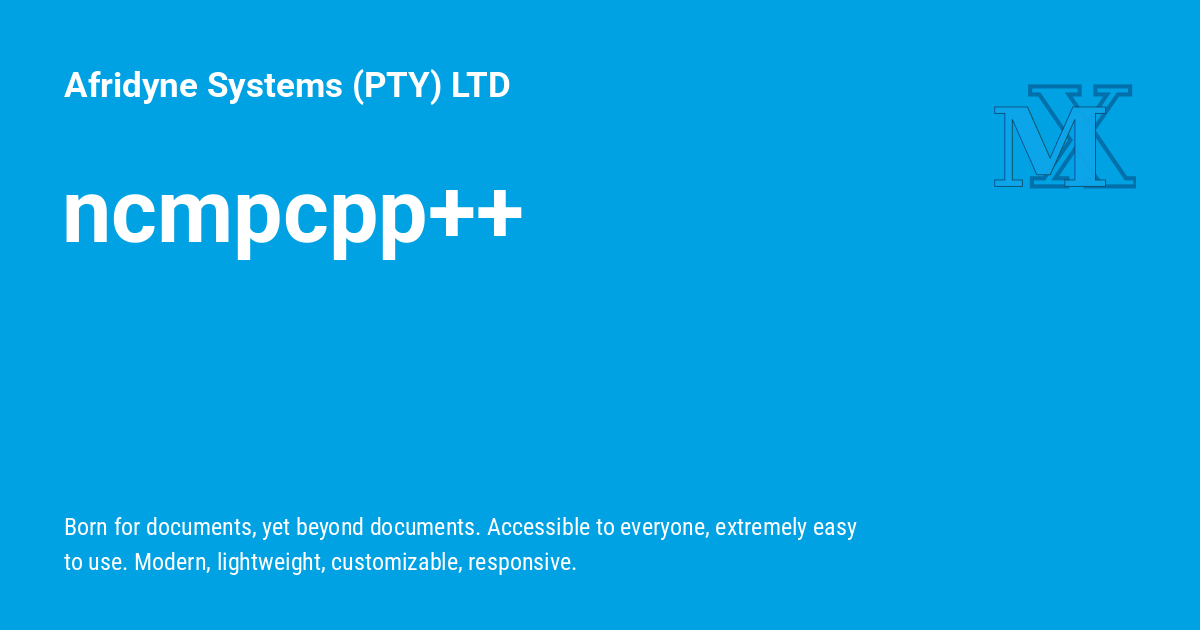 Afridyne Systems (PTY) LTD
MX
ncmpcpp++
Born for documents, yet beyond documents. Accessible to everyone, extremely easy
to use. Modern, lightweight, customizable, responsive.